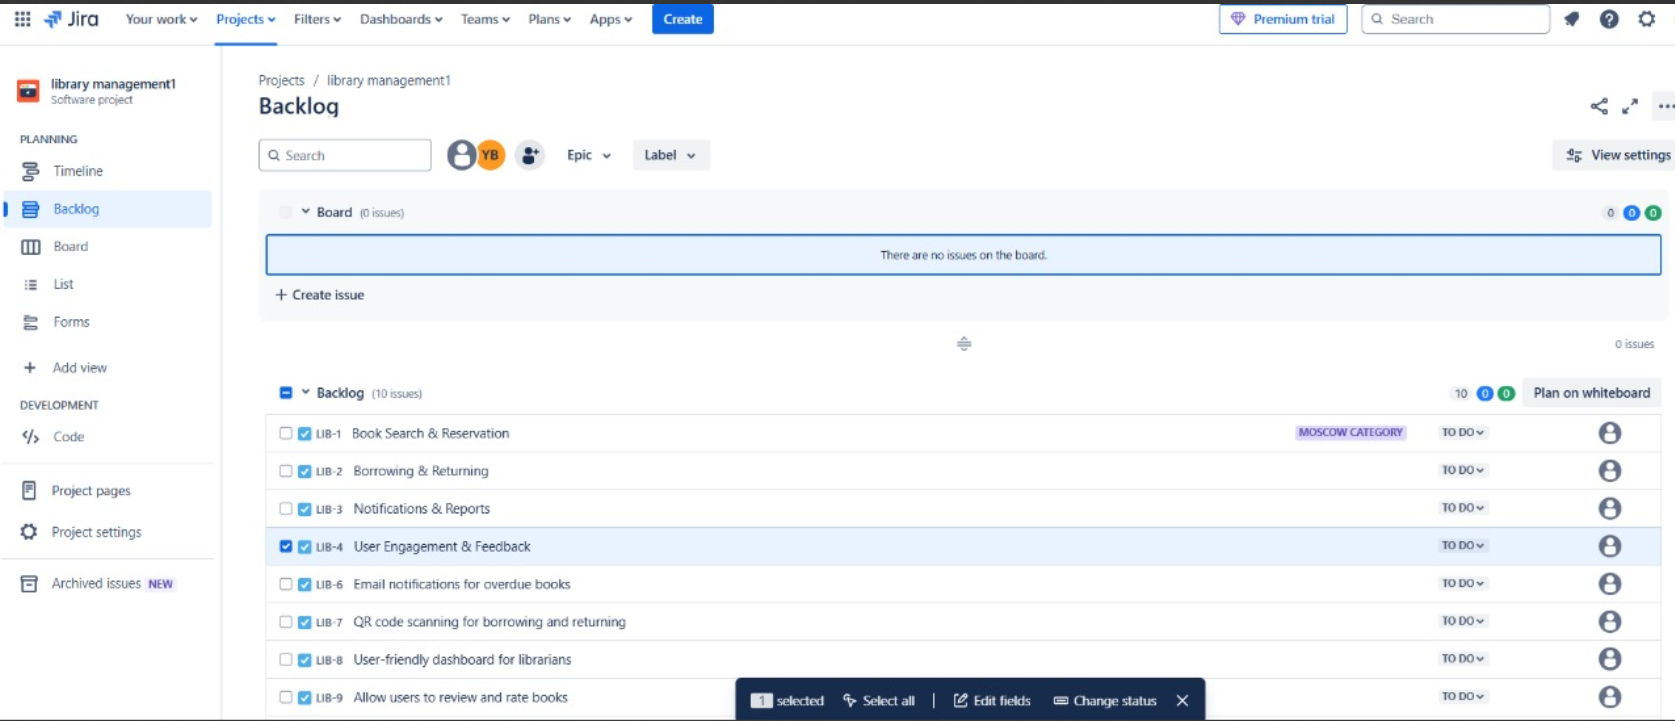 Jira Your work Projects Filters Dashboards Teams Plans Apps Create Premium trial Search
library management1
Software project
PLANNING
Timeline
Backlog
Board
List
Forms
Add view
DEVELOPMENT
Code
Project pages
Project settings
Archived issues NEW
Projects / library management1
Backlog
Search YB Epic Label View settings
Board (0 issues) 0 0 0
There are no issues on the board.
+ Create issue
0 issues
Backlog (10 issues) 10 0 0 Plan on whiteboard
LIB-1 Book Search & Reservation MOSCOW CATEGORY TO DO
LIB-2 Borrowing & Returning TO DO
LIB-3 Notifications & Reports TO DO
LIB-4 User Engagement & Feedback TO DO
LIB-6 Email notifications for overdue books TO DO
LIB-7 QR code scanning for borrowing and returning TO DO
LIB-8 User-friendly dashboard for librarians TO DO
LIB-9 Allow users to review and rate books TO DO
1 selected Select all | Edit fields Change status